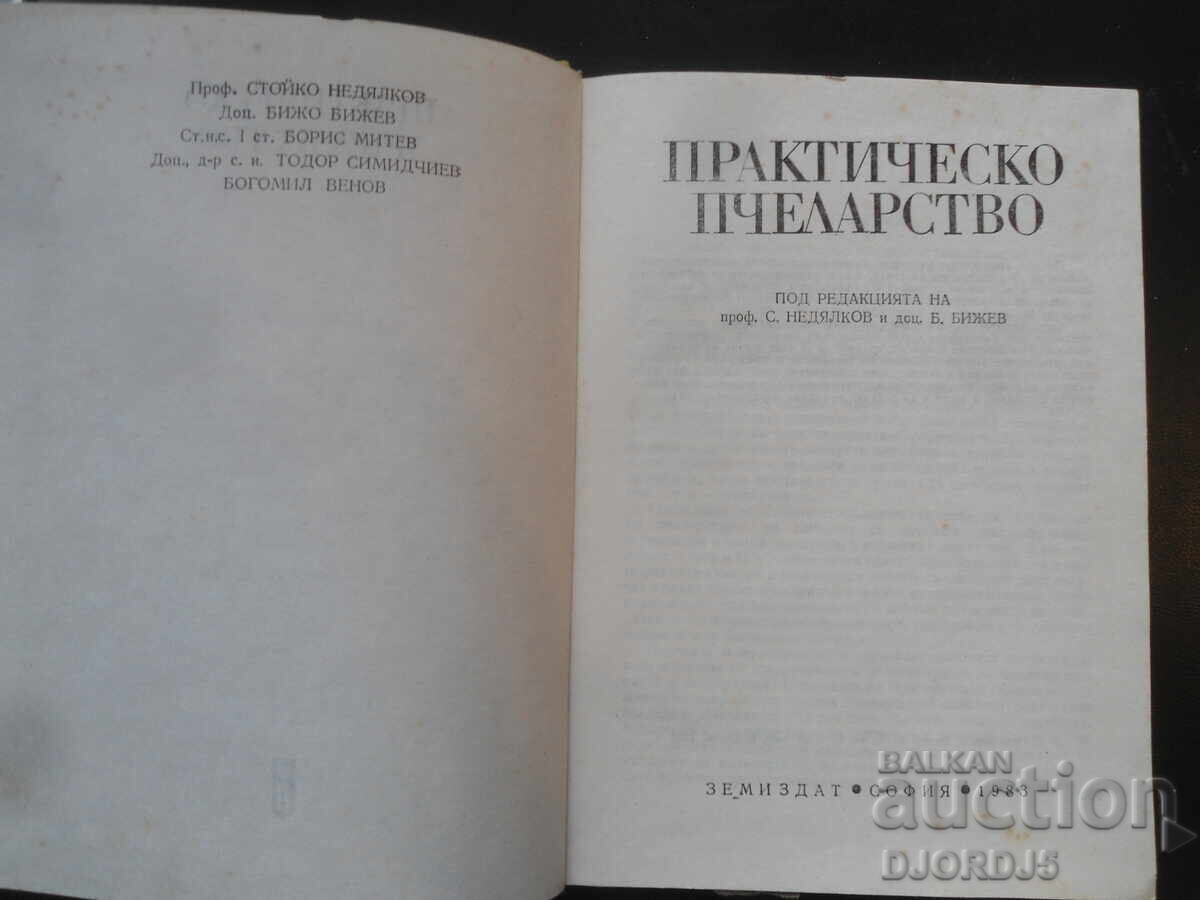 Проф. СТОЙКО НЕДЯЛКОВ
Доц. БИЖО БИЖЕВ
Ст.н.с. I ст. БОРИС МИТЕВ
Доц., д-р с. н. ТОДОР СИМИДЧИЕВ
БОГОМИЛ ВЕНОВ
ПРАКТИЧЕСКО
ПЧЕЛАРСТВО
ПОД РЕДАКЦИЯТА НА
проф. С. НЕДЯЛКОВ и доц. Б. БИЖЕВ
ЗЕМИЗДАТ • СОФИЯ • 1983
BALKAN
auction
DJORDJ5